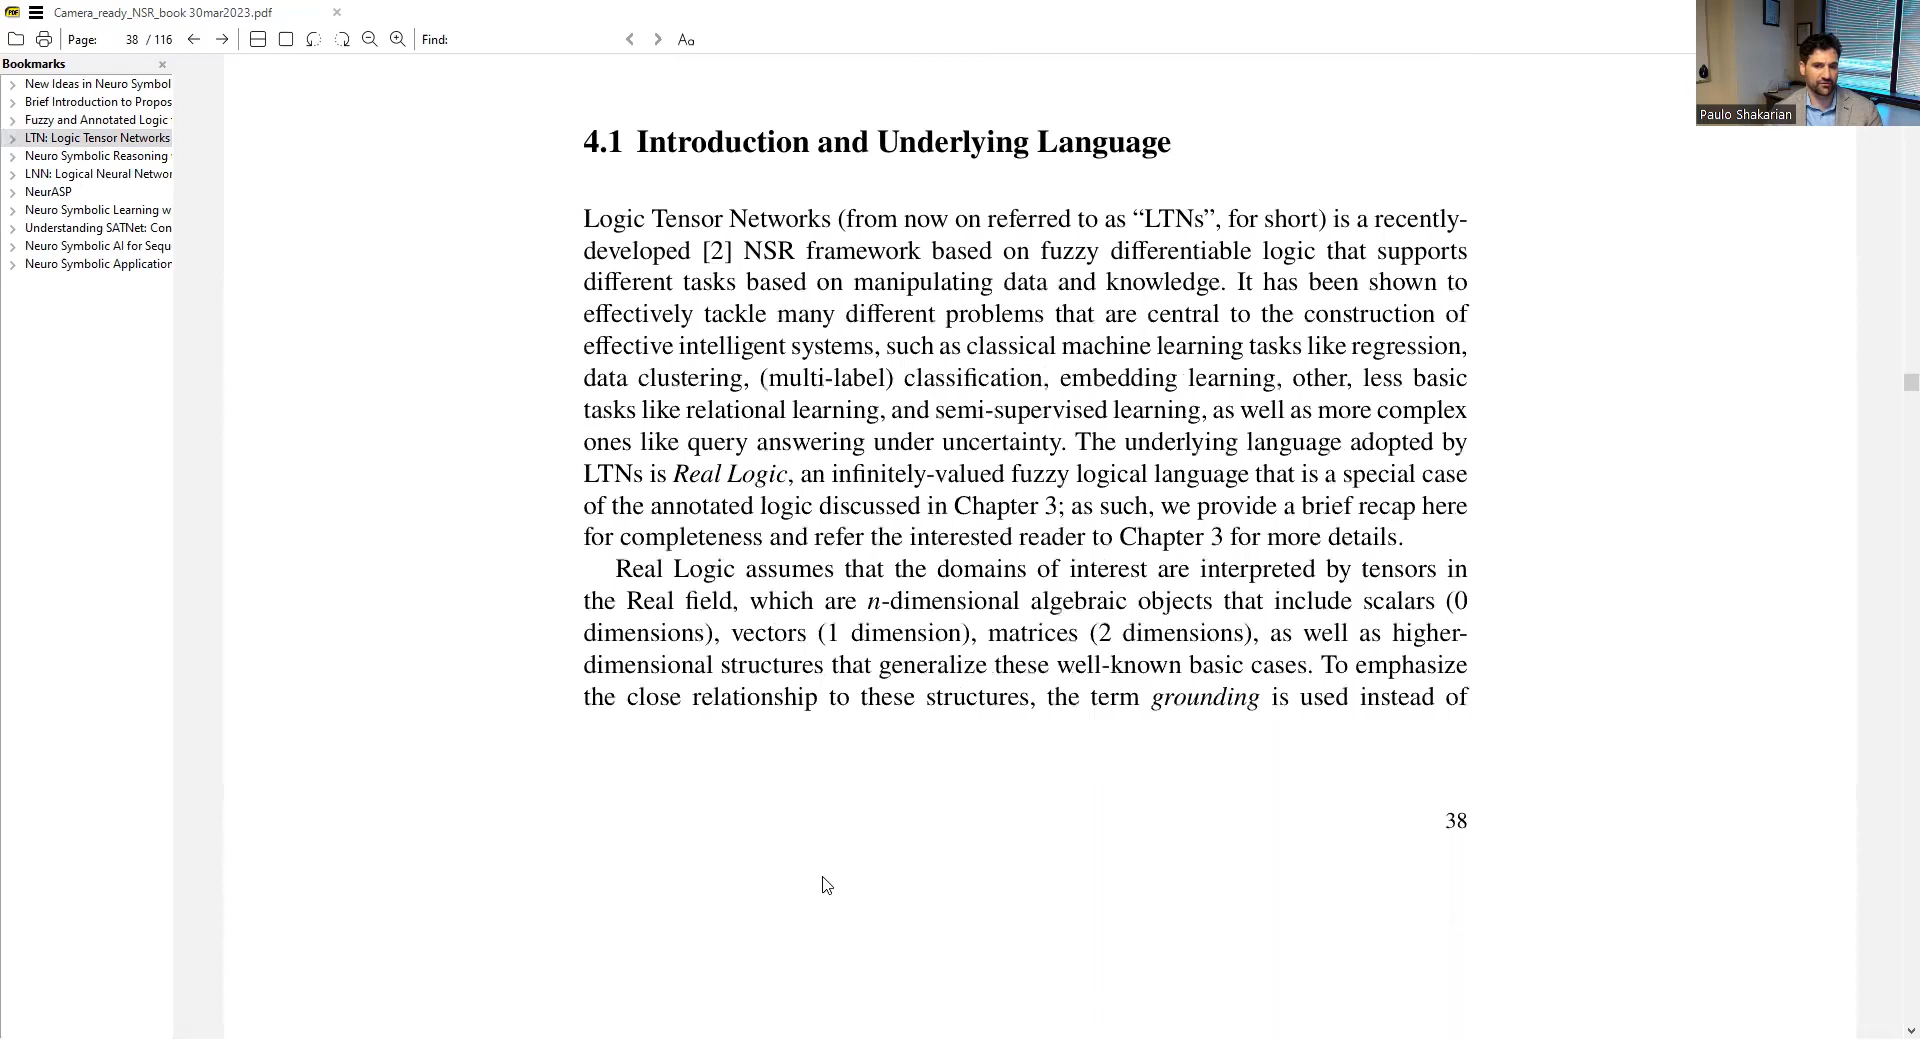 Camera_ready_NSR_book 30mar2023.pdf
Page: 38 / 116 Find: Aa
Bookmarks
New Ideas in Neuro Symbol
Brief Introduction to Propos
Fuzzy and Annotated Logic
LTN: Logic Tensor Networks
Neuro Symbolic Reasoning
LNN: Logical Neural Networ
NeurASP
Neuro Symbolic Learning w
Understanding SATNet: Con
Neuro Symbolic AI for Sequ
Neuro Symbolic Application
Paulo Shakarian
4.1 Introduction and Underlying Language
Logic Tensor Networks (from now on referred to as “LTNs”, for short) is a recently-
developed [2] NSR framework based on fuzzy differentiable logic that supports
different tasks based on manipulating data and knowledge. It has been shown to
effectively tackle many different problems that are central to the construction of
effective intelligent systems, such as classical machine learning tasks like regression,
data clustering, (multi-label) classification, embedding learning, other, less basic
tasks like relational learning, and semi-supervised learning, as well as more complex
ones like query answering under uncertainty. The underlying language adopted by
LTNs is Real Logic, an infinitely-valued fuzzy logical language that is a special case
of the annotated logic discussed in Chapter 3; as such, we provide a brief recap here
for completeness and refer the interested reader to Chapter 3 for more details.
Real Logic assumes that the domains of interest are interpreted by tensors in
the Real field, which are n-dimensional algebraic objects that include scalars (0
dimensions), vectors (1 dimension), matrices (2 dimensions), as well as higher-
dimensional structures that generalize these well-known basic cases. To emphasize
the close relationship to these structures, the term grounding is used instead of
38